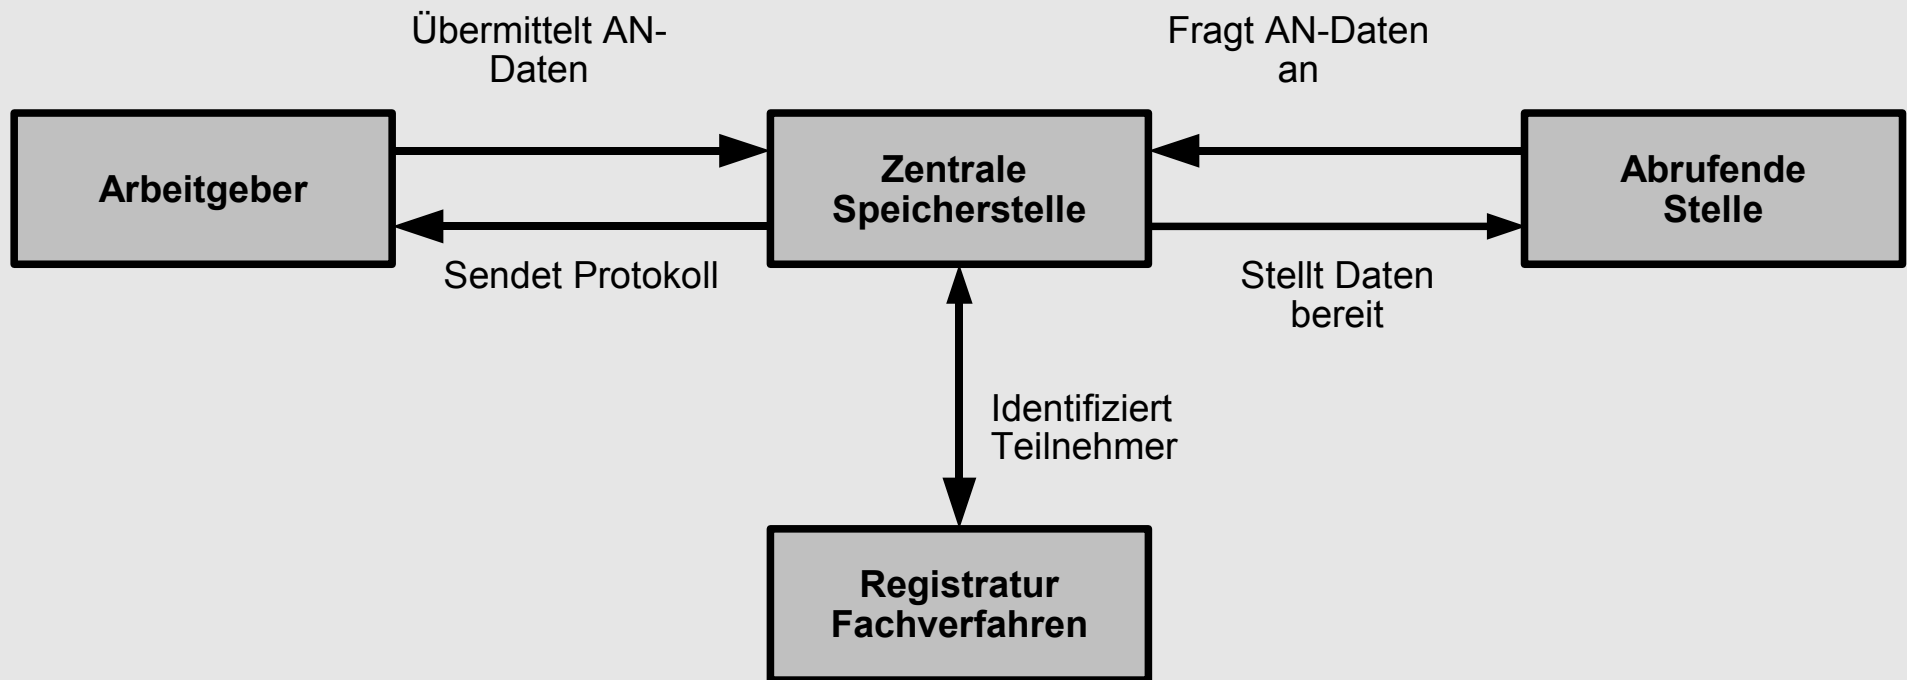 Übermittelt AN-
Daten
Fragt AN-Daten
an
Arbeitgeber
Zentrale
Speicherstelle
Abrufende
Stelle
Sendet Protokoll
Stellt Daten
bereit
Identifiziert
Teilnehmer
Registratur
Fachverfahren